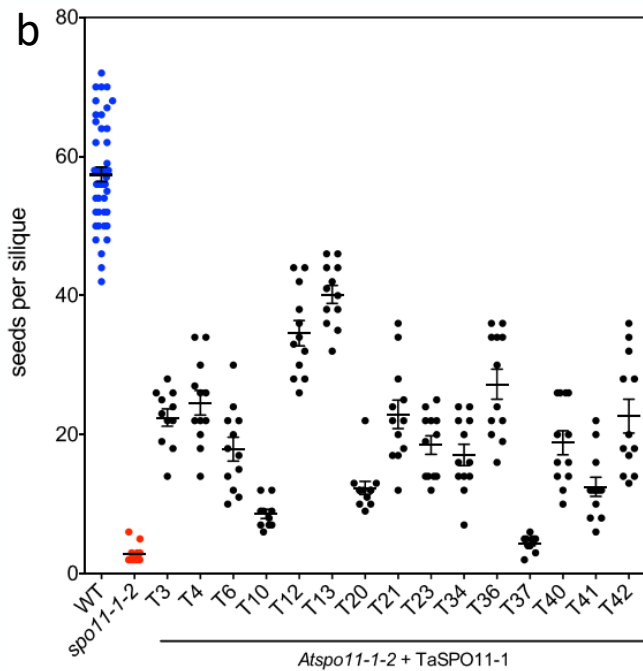 b
80
60
40
20
0
seeds per silique
WT
spo11-1-2
T3
T4
T6
T10
T12
T13
T20
T21
T23
T34
T36
T37
T40
T41
T42
Atspo11-1-2 + TaSPO11-1